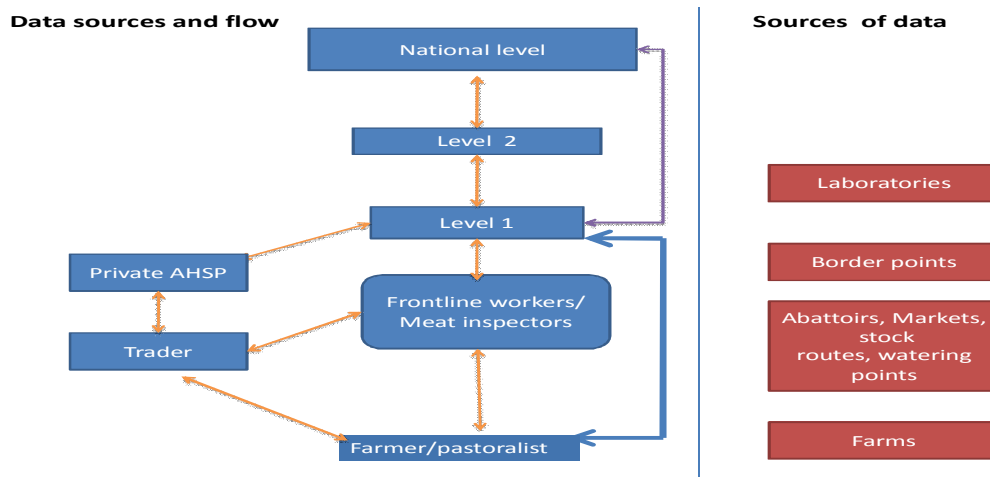 Data sources and flow
National level
Level 2
Level 1
Private AHSP
Frontline workers/
Meat inspectors
Trader
Farmer/pastoralist
Sources of data
Laboratories
Border points
Abattoirs, Markets,
stock
routes, watering
points
Farms